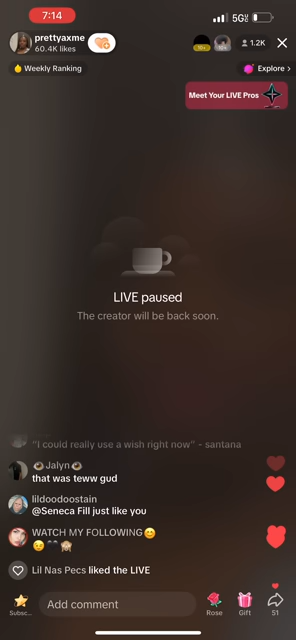 7:14
5G
prettyaxme
60.4K likes
1.2K
Weekly Ranking
Explore ›
Meet Your LIVE Pros
LIVE paused
The creator will be back soon.
"I could really use a wish right now" - santana
👁️Jalyn👁️
that was teww gud
lildoodoostain
@Seneca Fill just like you
WATCH MY FOLLOWING😊
Lil Nas Pecs liked the LIVE
Subsc...
Add comment
Rose
Gift
51